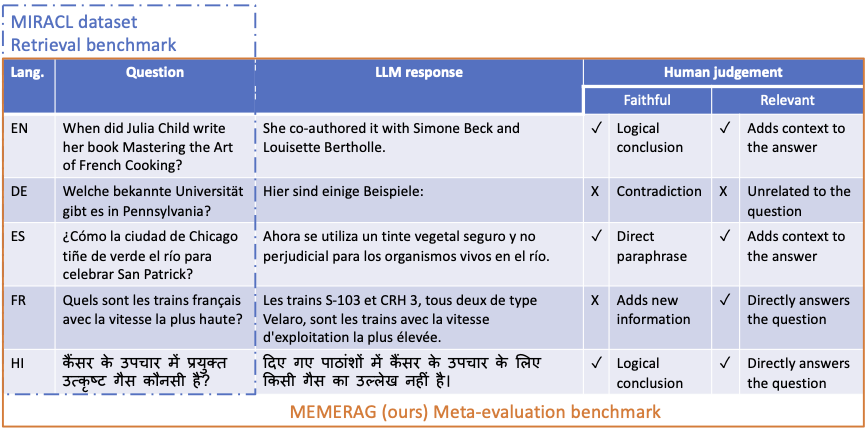 MIRACL dataset
Retrieval benchmark
Lang.
Question
LLM response
Human judgement
Faithful
Relevant
EN
When did Julia Child write
her book Mastering the Art
of French Cooking?
She co-authored it with Simone Beck and
Louisette Bertholle.
✓
Logical
conclusion
✓
Adds context to
the answer
DE
Welche bekannte Universität
gibt es in Pennsylvania?
Hier sind einige Beispiele:
X
Contradiction
X
Unrelated to the
question
ES
¿Cómo la ciudad de Chicago
tiñe de verde el río para
celebrar San Patrick?
Ahora se utiliza un tinte vegetal seguro y no
perjudicial para los organismos vivos en el río.
✓
Direct
paraphrase
✓
Adds context to
the answer
FR
Quels sont les trains français
avec la vitesse la plus haute?
Les trains S-103 et CRH 3, tous deux de type
Velaro, sont les trains avec la vitesse
d'exploitation la plus élevée.
X
Adds new
information
✓
Directly answers
the question
HI
कैंसर के उपचार में प्रयुक्त
उत्कृष्ट गैस कौनसी है?
दिए गए पाठांशों में कैंसर के उपचार के लिए
किसी गैस का उल्लेख नहीं है।
✓
Logical
conclusion
✓
Directly answers
the question
MEMERAG (ours) Meta-evaluation benchmark